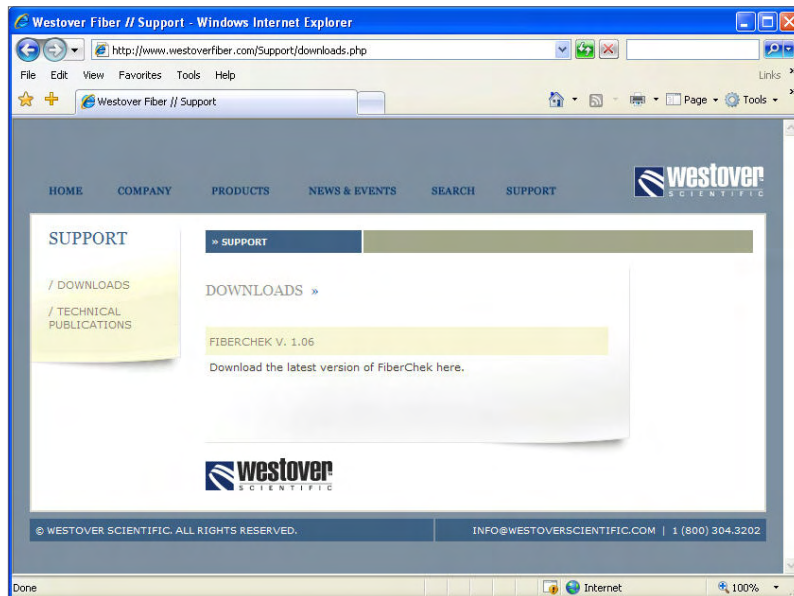 Westover Fiber // Support - Windows Internet Explorer
http://www.westoverfiber.com/Support/downloads.php
File Edit View Favorites Tools Help
Links »
Westover Fiber // Support
Page Tools »
HOME COMPANY PRODUCTS NEWS & EVENTS SEARCH SUPPORT
westover
SCIENTIFIC
SUPPORT
» SUPPORT
/ DOWNLOADS
/ TECHNICAL
PUBLICATIONS
DOWNLOADS »
FIBERCHEK V. 1.06
Download the latest version of FiberChek here.
westover
SCIENTIFIC
© WESTOVER SCIENTIFIC. ALL RIGHTS RESERVED.
INFO@WESTOVERSCIENTIFIC.COM | 1 (800) 304.3202
Done
Internet
100%